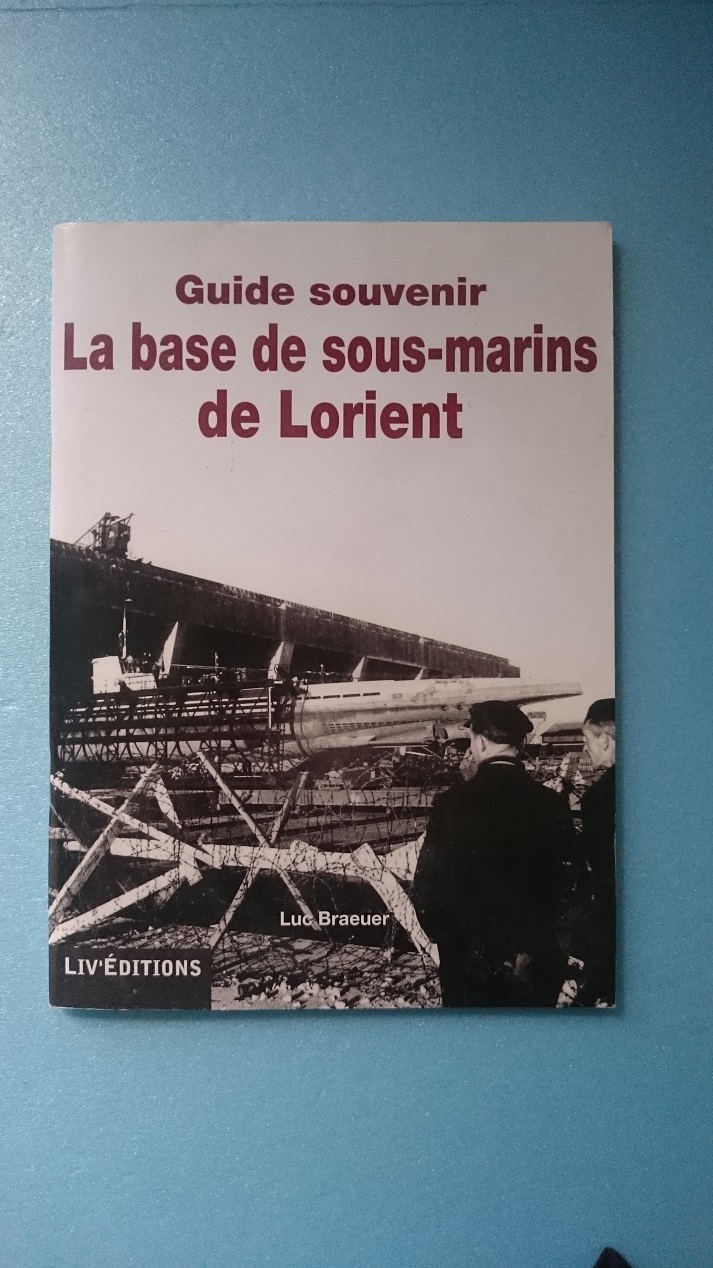 Guide souvenir
La base de sous-marins
de Lorient
Luc Braeuer
LIV'ÉDITIONS